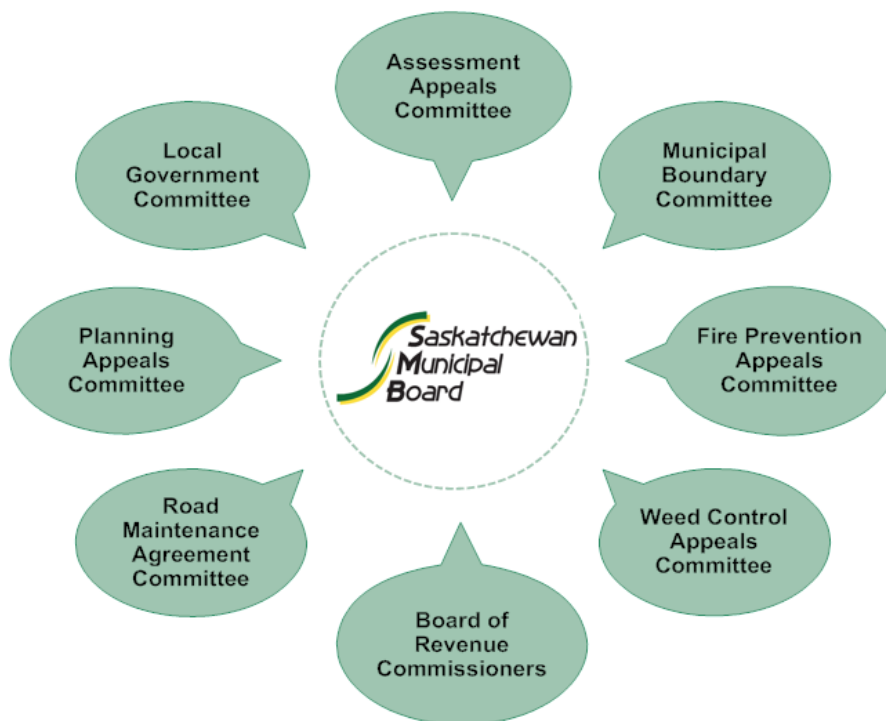 Assessment
Appeals
Committee
Local
Government
Committee
Municipal
Boundary
Committee
Planning
Appeals
Committee
Saskatchewan
Municipal
Board
Fire Prevention
Appeals
Committee
Road
Maintenance
Agreement
Committee
Weed Control
Appeals
Committee
Board of
Revenue
Commissioners